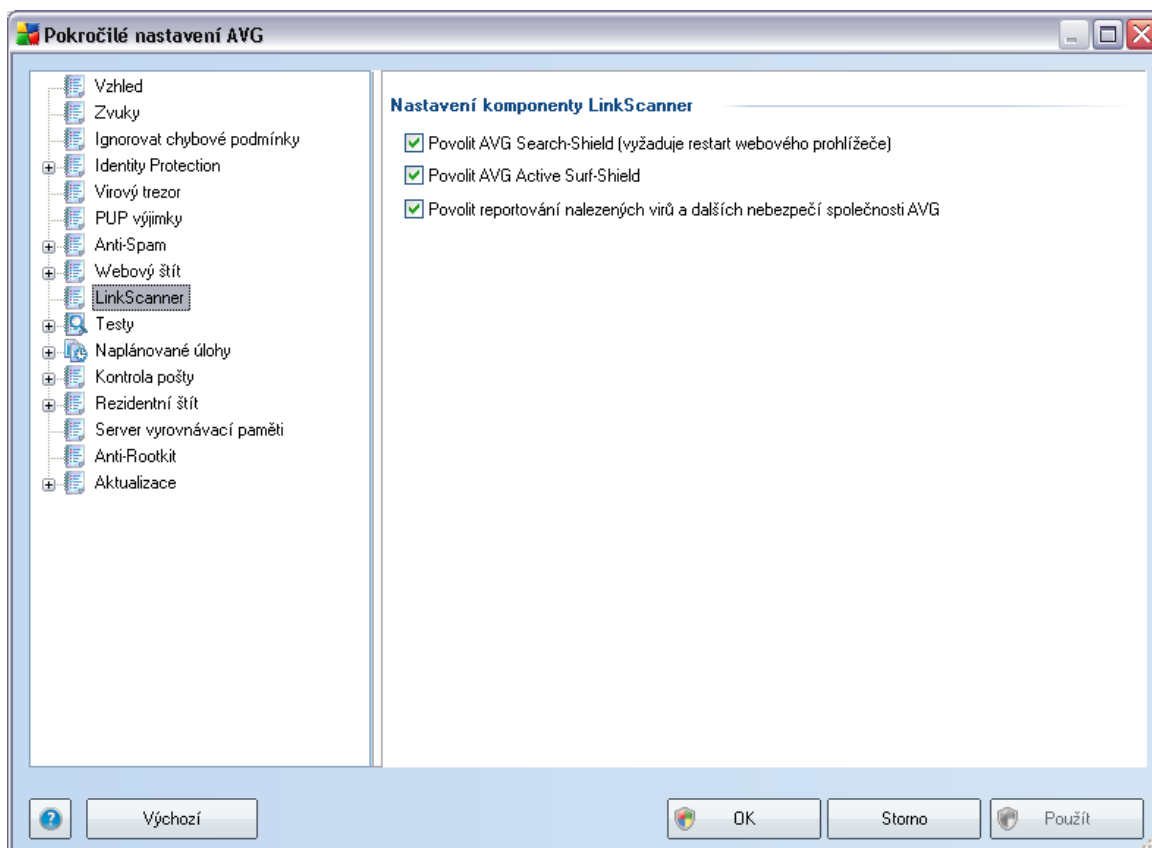 Pokročilé nastavení AVG
Vzhled
Zvuky
Ignorovat chybové podmínky
Identity Protection
Virový trezor
PUP výjimky
Anti-Spam
Webový štít
LinkScanner
Testy
Naplánované úlohy
Kontrola pošty
Rezidentní štít
Server vyrovnávací paměti
Anti-Rootkit
Aktualizace
Nastavení komponenty LinkScanner
Povolit AVG Search-Shield (vyžaduje restart webového prohlížeče)
Povolit AVG Active Surf-Shield
Povolit reportování nalezených virů a dalších nebezpečí společnosti AVG
Výchozí
OK
Storno
Použít